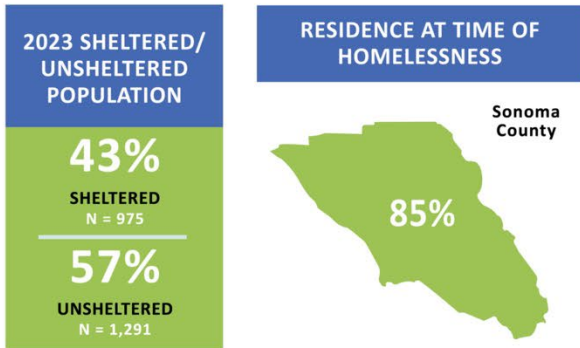 2023 SHELTERED/
UNSHELTERED
POPULATION
43%
SHELTERED
N = 975
57%
UNSHELTERED
N = 1,291
RESIDENCE AT TIME OF
HOMELESSNESS
Sonoma
County
85%